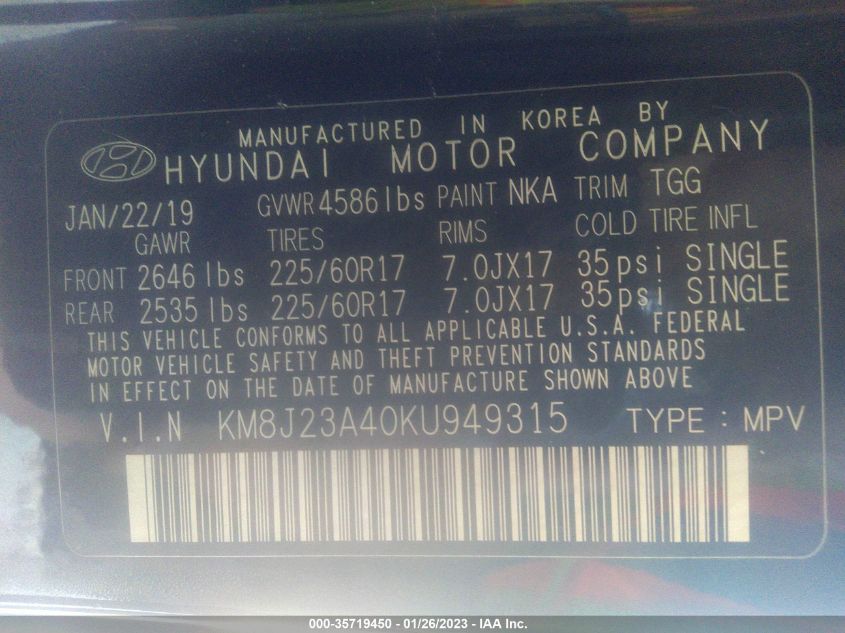 MANUFACTURED IN KOREA BY
HYUNDAI MOTOR COMPANY
JAN/22/19 GVWR 4586 lbs PAINT NKA TRIM TGG
GAWR TIRES RIMS COLD TIRE INFL
FRONT 2646 lbs 225/60R17 7.0JX17 35psi SINGLE
REAR 2535 lbs 225/60R17 7.0JX17 35psi SINGLE
THIS VEHICLE CONFORMS TO ALL APPLICABLE U.S.A. FEDERAL
MOTOR VEHICLE SAFETY AND THEFT PREVENTION STANDARDS
IN EFFECT ON THE DATE OF MANUFACTURE SHOWN ABOVE
V.I.N KM8J23A40KU949315 TYPE : MPV
000-35719450 - 01/26/2023 - IAA Inc.